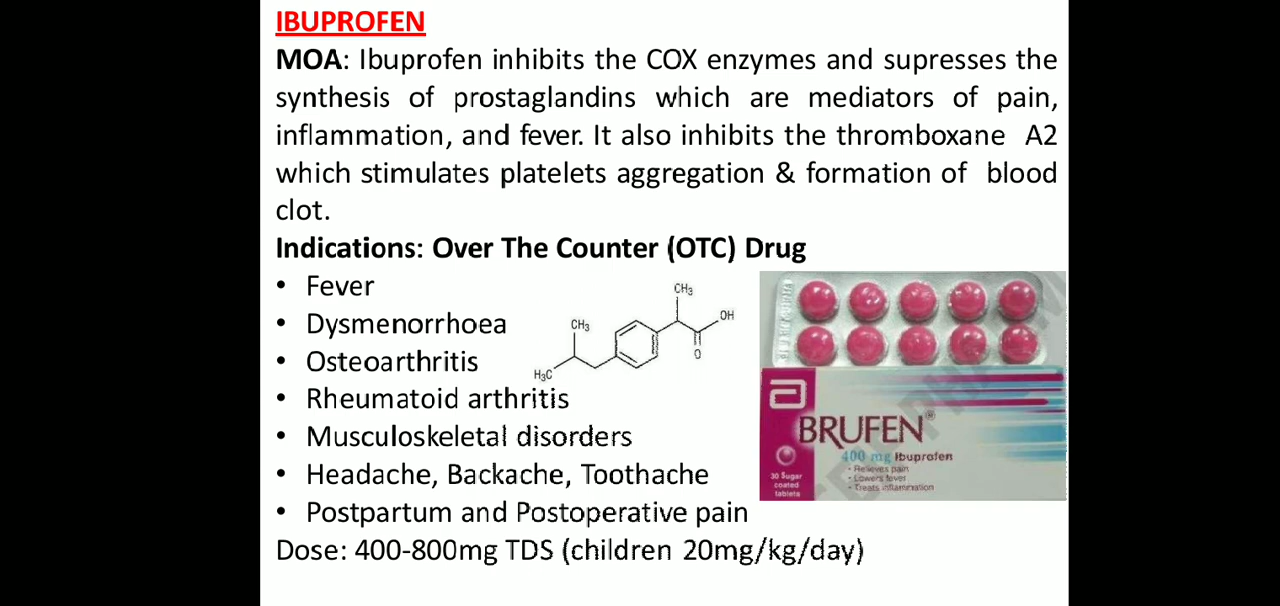 IBUPROFEN
MOA: Ibuprofen inhibits the COX enzymes and supresses the
synthesis of prostaglandins which are mediators of pain,
inflammation, and fever. It also inhibits the thromboxane A2
which stimulates platelets aggregation & formation of blood
clot.
Indications: Over The Counter (OTC) Drug
• Fever
• Dysmenorrhoea
• Osteoarthritis
• Rheumatoid arthritis
• Musculoskeletal disorders
• Headache, Backache, Toothache
• Postpartum and Postoperative pain
Dose: 400-800mg TDS (children 20mg/kg/day)
CH3
OH
CH3
O
H3C
BRUFEN®
400 mg Ibuprofen
• Relieves pain
• Lowers fever
• Treats inflammation
30 Sugar
coated
tablets